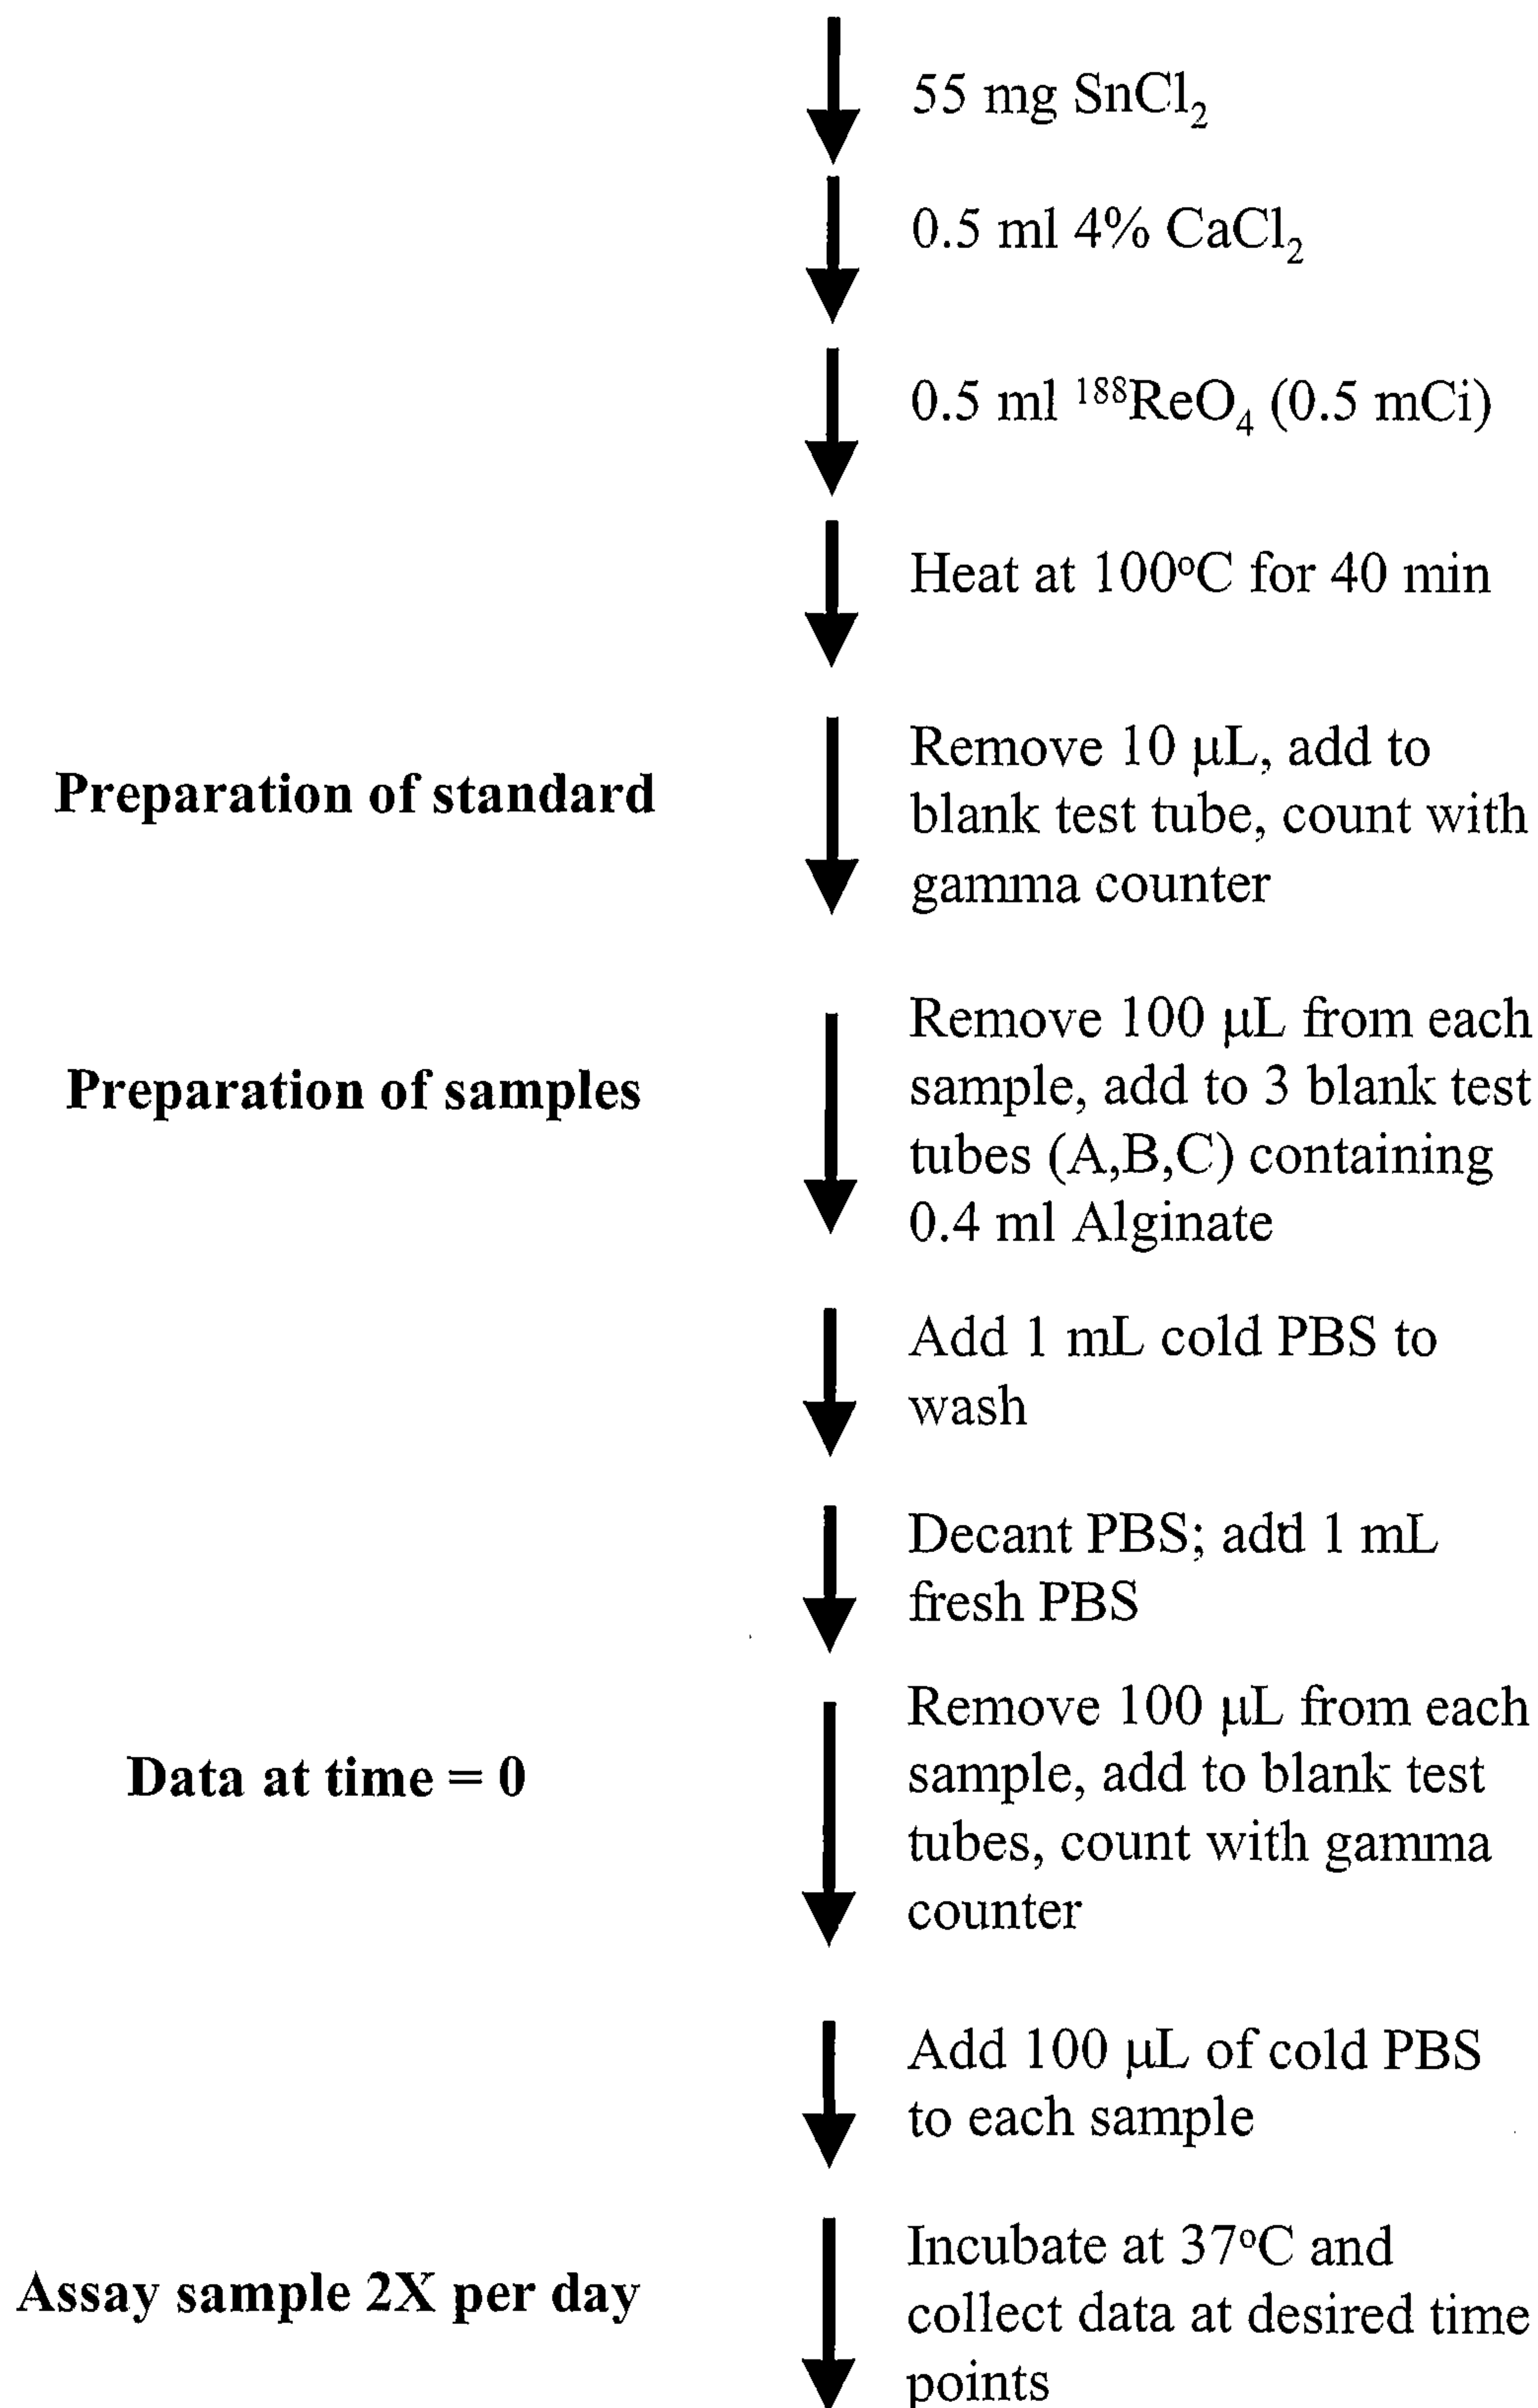 55 mg SnCl₂
0.5 ml 4% CaCl₂
0.5 ml ¹⁸⁸ReO₄ (0.5 mCi)
Heat at 100°C for 40 min
Preparation of standard
Remove 10 µL, add to
blank test tube, count with
gamma counter
Preparation of samples
Remove 100 µL from each
sample, add to 3 blank test
tubes (A,B,C) containing
0.4 ml Alginate
Add 1 mL cold PBS to
wash
Decant PBS; add 1 mL
fresh PBS
Data at time = 0
Remove 100 µL from each
sample, add to blank test
tubes, count with gamma
counter
Add 100 µL of cold PBS
to each sample
Assay sample 2X per day
Incubate at 37°C and
collect data at desired time
points